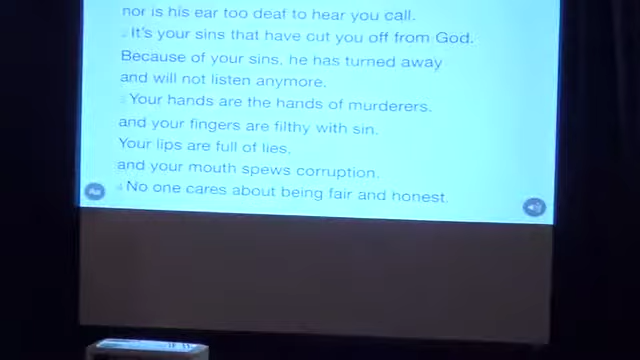 nor is his ear too deaf to hear you call.
It's your sins that have cut you off from God.
Because of your sins, he has turned away
and will not listen anymore.
Your hands are the hands of murderers,
and your fingers are filthy with sin.
Your lips are full of lies,
and your mouth spews corruption.
No one cares about being fair and honest.